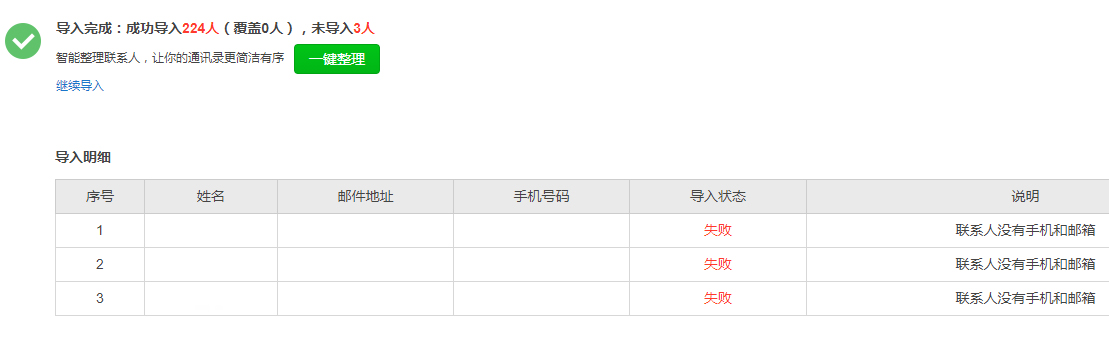 导入完成：成功导入224人（覆盖0人），未导入3人
智能整理联系人，让你的通讯录更简洁有序 一键整理
继续导入
导入明细
序号 姓名 邮件地址 手机号码 导入状态 说明
1 失败 联系人没有手机和邮箱
2 失败 联系人没有手机和邮箱
3 失败 联系人没有手机和邮箱